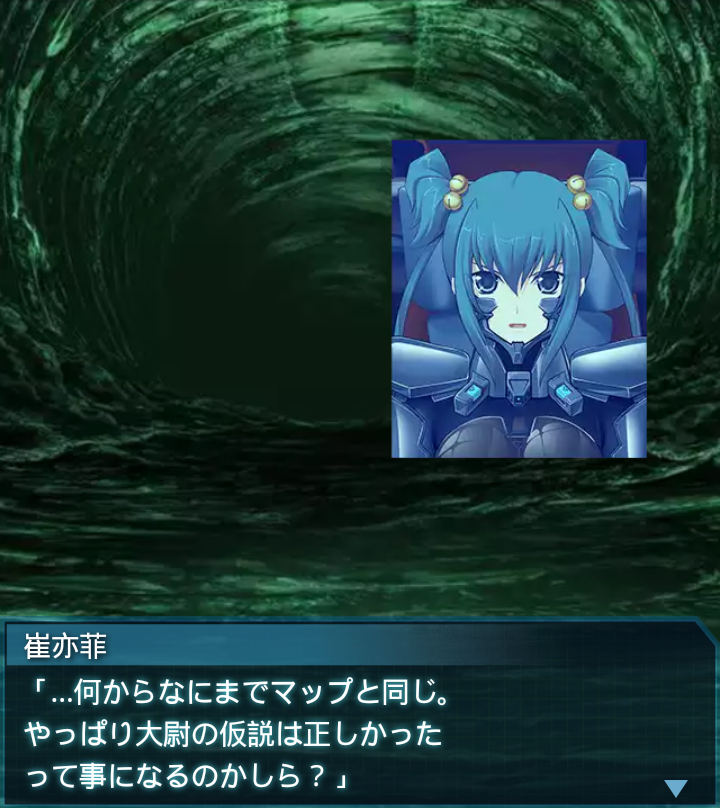 崔亦菲
「…何からなにまでマップと同じ。
やっぱり大尉の仮説は正しかった
って事になるのかしら？」